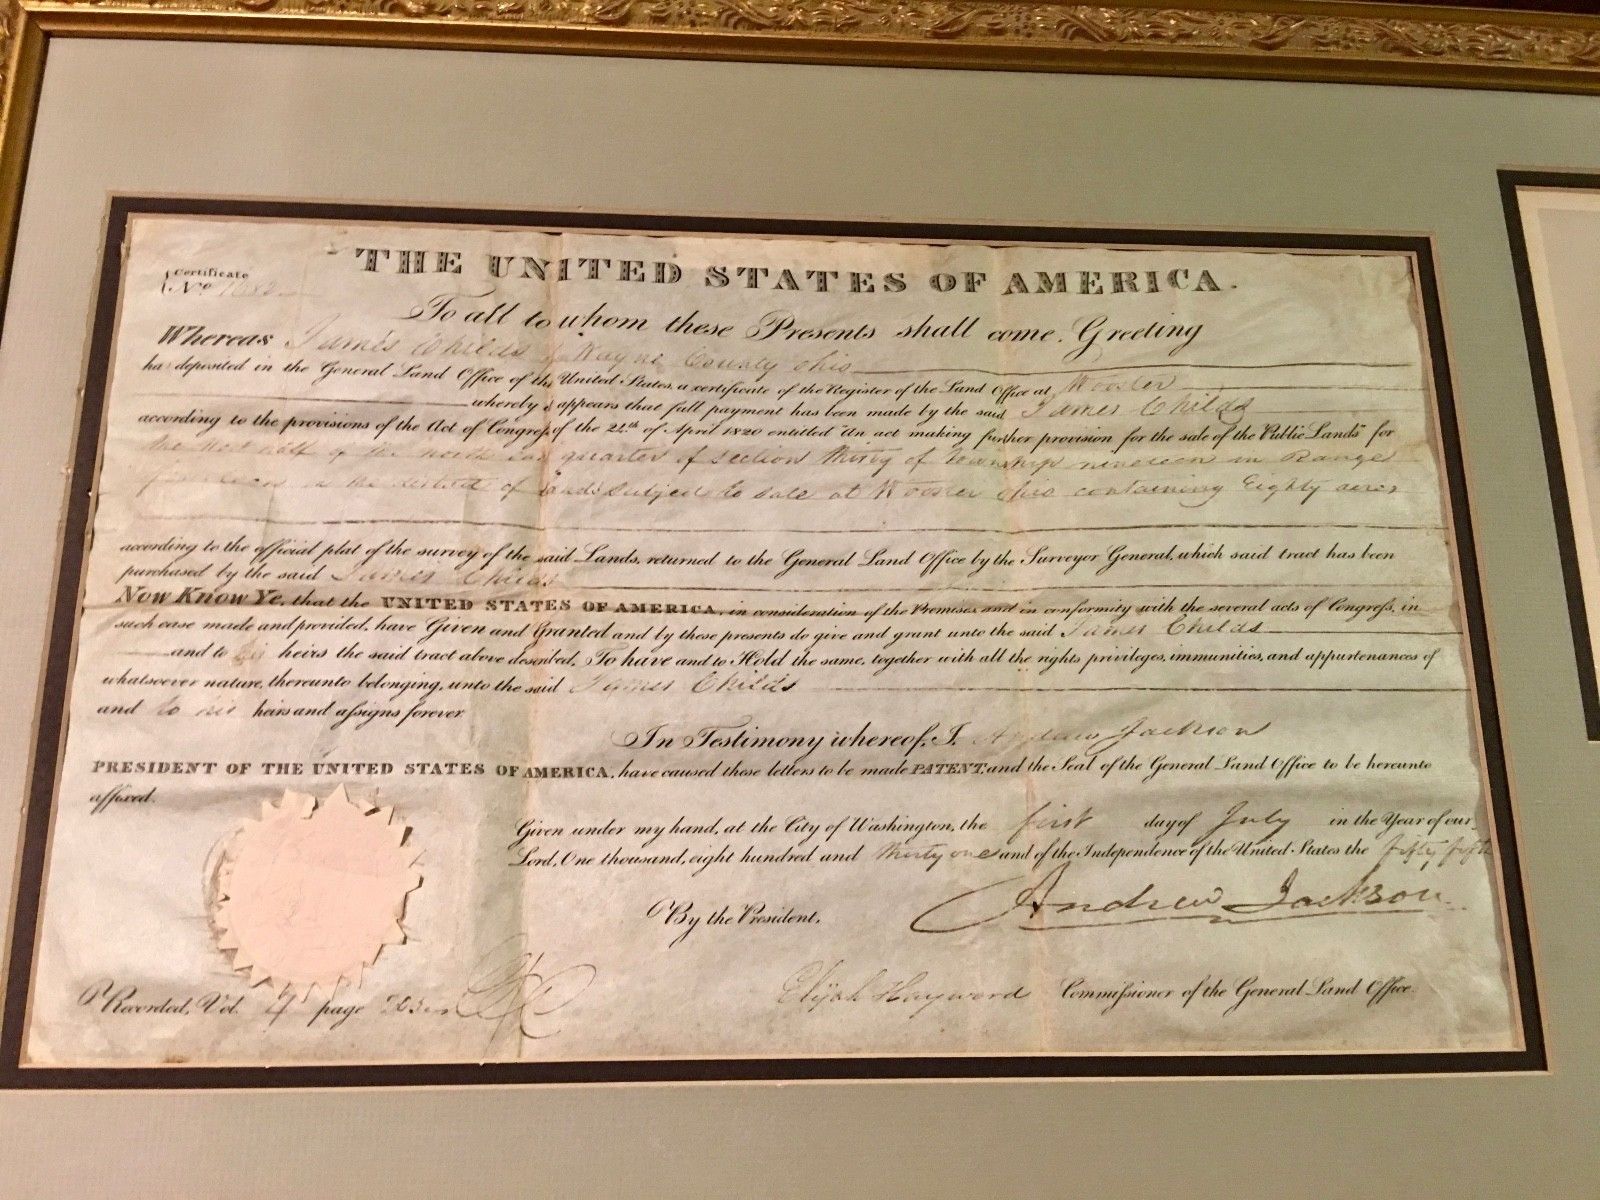 THE UNITED STATES OF AMERICA.
Certificate
No
To all to whom these Presents shall come, Greeting
Whereas James Childs of Wayne County Ohio
has deposited in the General Land Office of the United States, a certificate of the Register of the Land Office at Wooster
whereby it appears that full payment has been made by the said James Childs
according to the provisions of the Act of Congress of the 24th of April 1820 entitled "An act making further provision for the sale of the Public Lands" for
the West half of the north East quarter of section thirty of Township nineteen in Range
in the district of Lands subject to sale at Wooster Ohio containing Eighty acres
according to the official plat of the survey of the said Lands, returned to the General Land Office by the Surveyor General, which said tract has been
purchased by the said James Childs
Now Know Ye, that the UNITED STATES OF AMERICA, in consideration of the Premises, and in conformity with the several acts of Congress, in
such case made and provided, have Given and Granted and by these presents do give and grant unto the said James Childs
and to his heirs the said tract above described, To have and to Hold the same, together with all the rights privileges, immunities, and appurtenances of
whatsoever nature, thereunto belonging, unto the said James Childs
and to his heirs and assigns forever.
In Testimony whereof, I, Andrew Jackson
PRESIDENT OF THE UNITED STATES OF AMERICA, have caused these letters to be made PATENT, and the Seal of the General Land Office to be hereunto
affixed.
Given under my hand, at the City of Washington, the first day of July in the Year of our
Lord, One thousand, eight hundred and thirty one and of the Independence of the United States the fifty fifth
Andrew Jackson
By the President,
Elijah Hayward Commissioner of the General Land Office
Recorded, Vol. 4 page